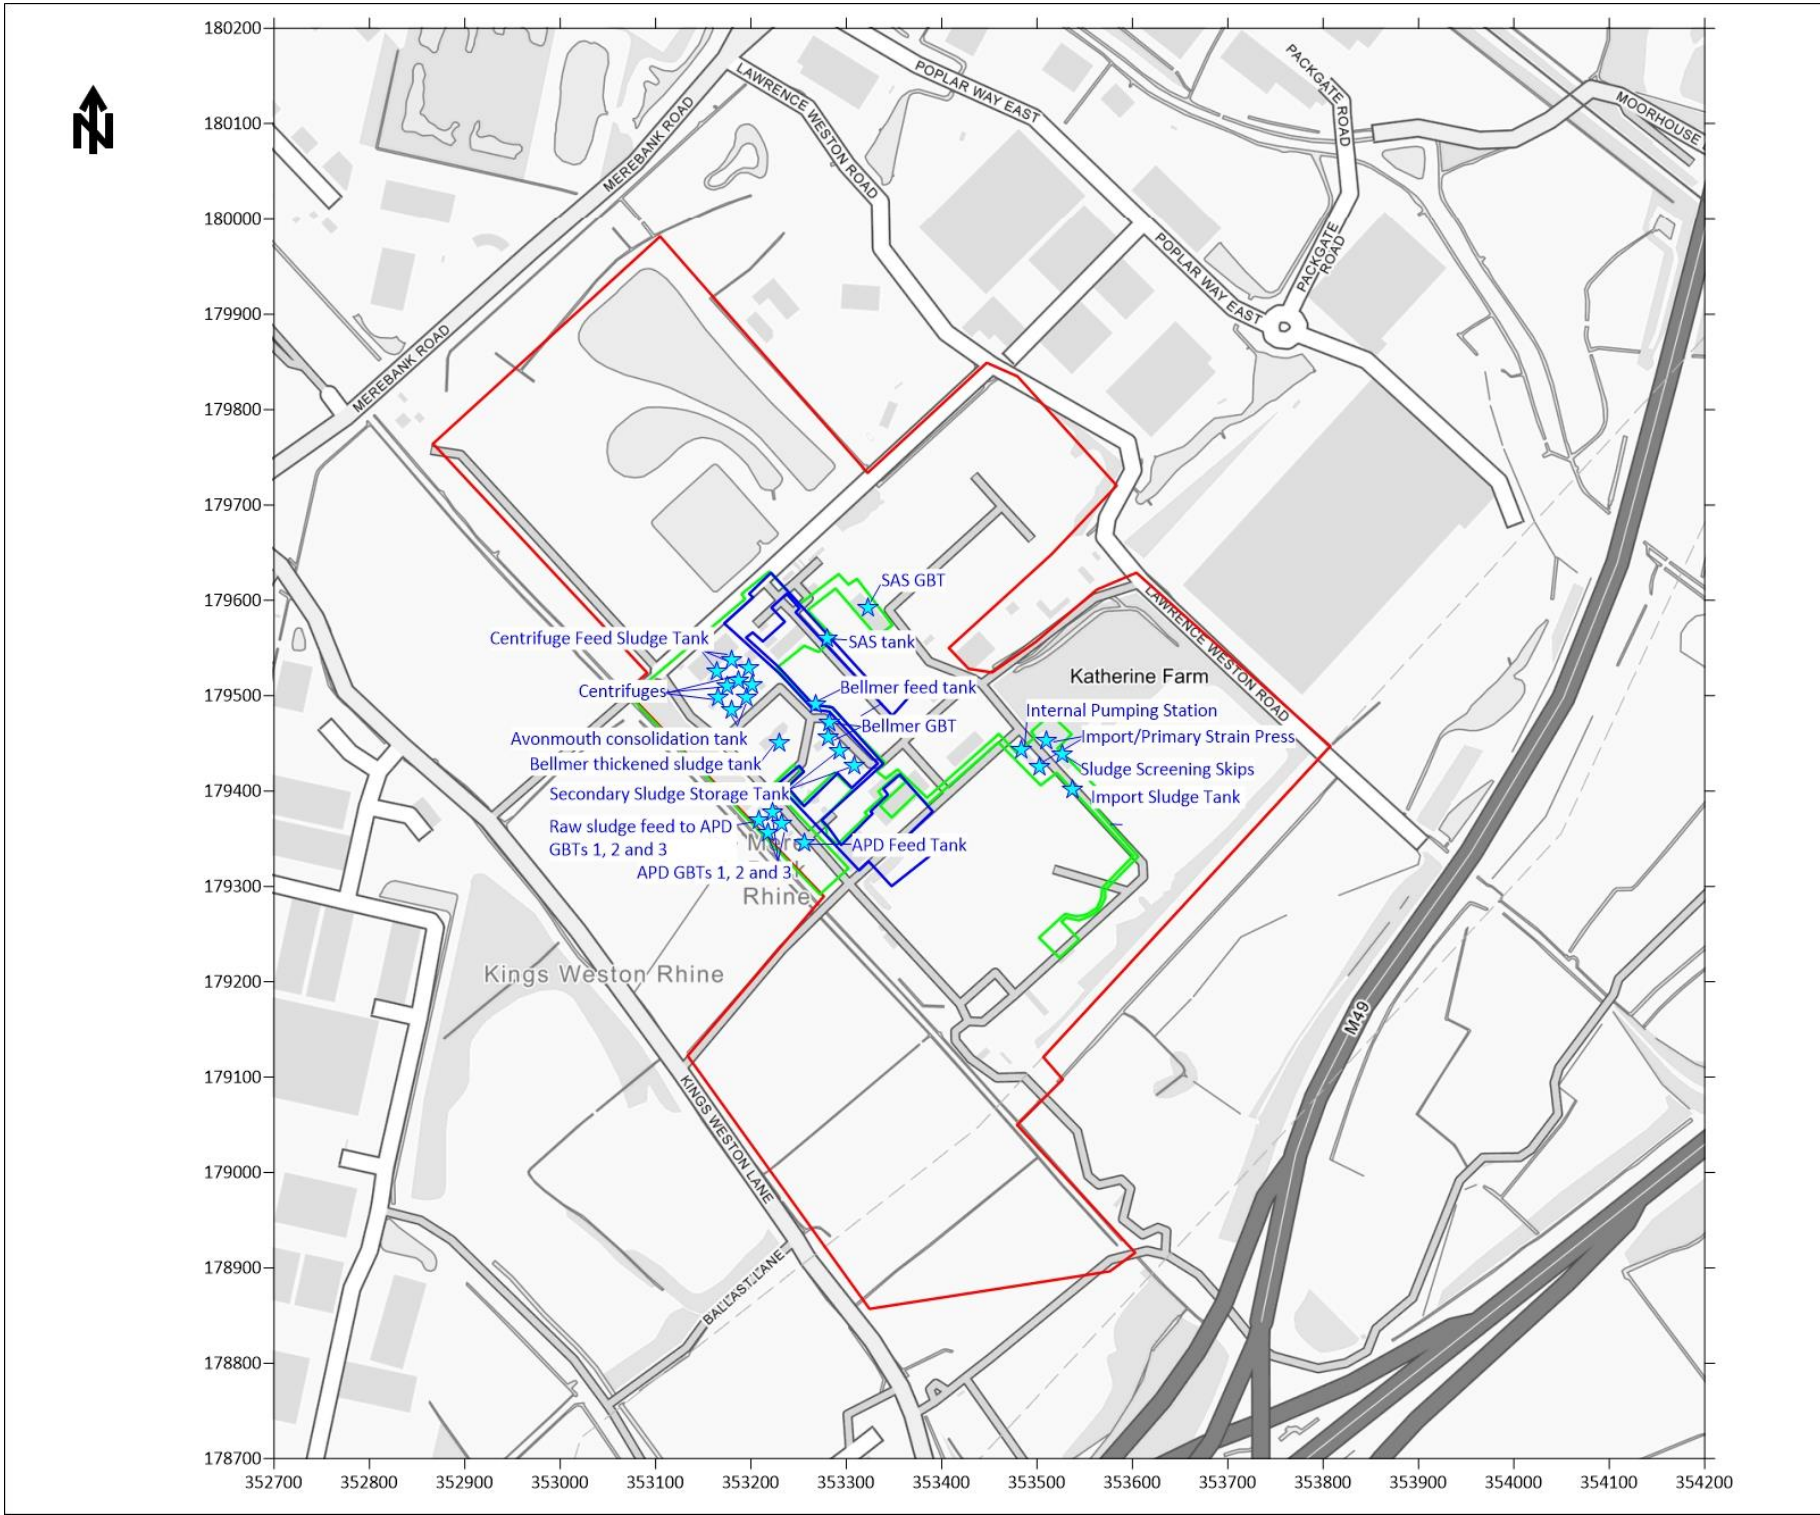 180200
180100
180000
179900
179800
179700
179600
179500
179400
179300
179200
179100
179000
178900
178800
178700
352700 352800 352900 353000 353100 353200 353300 353400 353500 353600 353700 353800 353900 354000 354100 354200
N
LAWRENCE WESTON ROAD
POPLAR WAY EAST
PACKGATE ROAD
MOORHOUSE
MEREBANK ROAD
POPLAR WAY EAST
PACKGATE
ROAD
MEREBANK ROAD
SAS GBT
LAWRENCE WESTON ROAD
Centrifuge Feed Sludge Tank
SAS tank
Katherine Farm
Centrifuges
Bellmer feed tank
Internal Pumping Station
Bellmer GBT
Avonmouth consolidation tank
Import/Primary Strain Press
Bellmer thickened sludge tank
Sludge Screening Skips
Secondary Sludge Storage Tank
Import Sludge Tank
Raw sludge feed to APD
GBTs 1, 2 and 3
APD Feed Tank
APD GBTs 1, 2 and 3
Rhine
Kings Weston Rhine
M49
KINGS WESTON LANE
BALLAST LANE